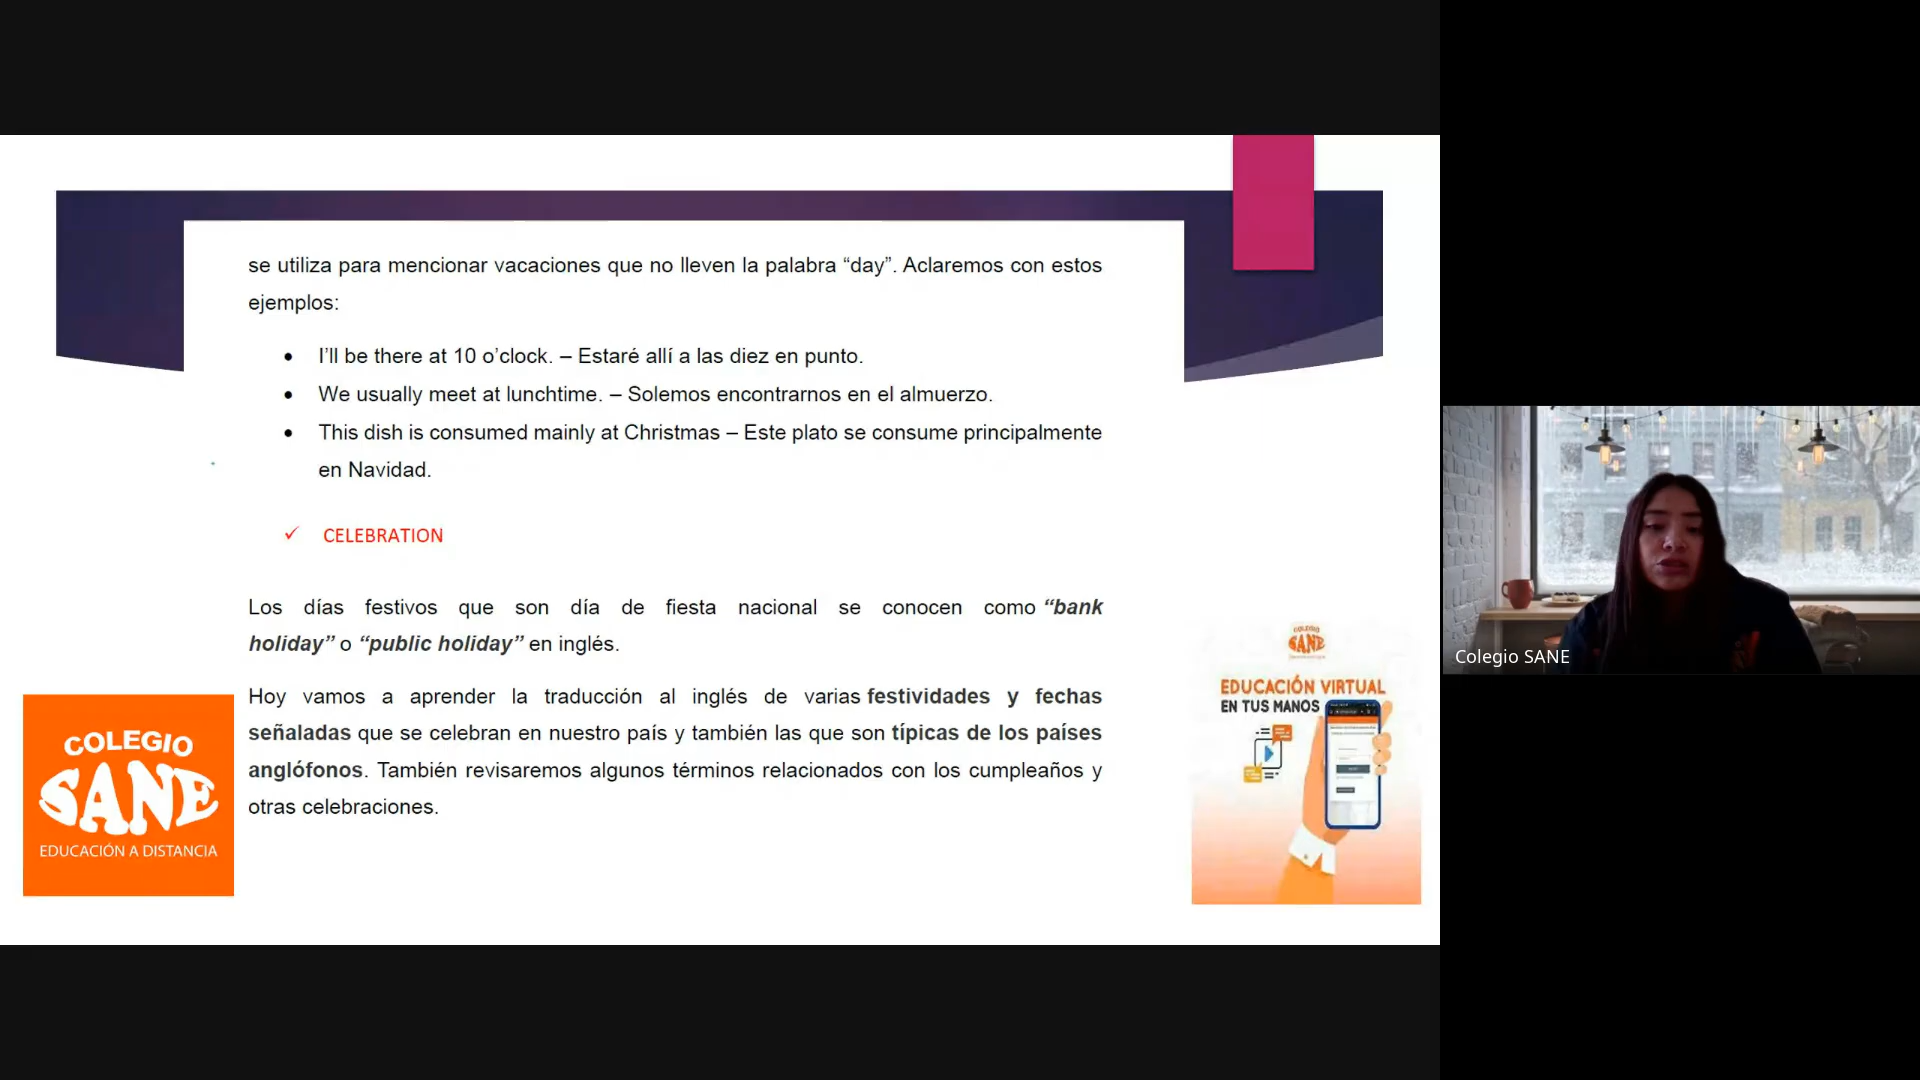 se utiliza para mencionar vacaciones que no lleven la palabra “day”. Aclaremos con estos
ejemplos:
• I’ll be there at 10 o’clock. – Estaré allí a las diez en punto.
• We usually meet at lunchtime. – Solemos encontrarnos en el almuerzo.
• This dish is consumed mainly at Christmas – Este plato se consume principalmente
en Navidad.
✓ CELEBRATION
Los días festivos que son día de fiesta nacional se conocen como “bank
holiday” o “public holiday” en inglés.
Hoy vamos a aprender la traducción al inglés de varias festividades y fechas
señaladas que se celebran en nuestro país y también las que son típicas de los países
anglófonos. También revisaremos algunos términos relacionados con los cumpleaños y
otras celebraciones.
COLEGIO
SANE
EDUCACIÓN A DISTANCIA
COLEGIO
SANE
EDUCACIÓN VIRTUAL
EN TUS MANOS
Colegio SANE